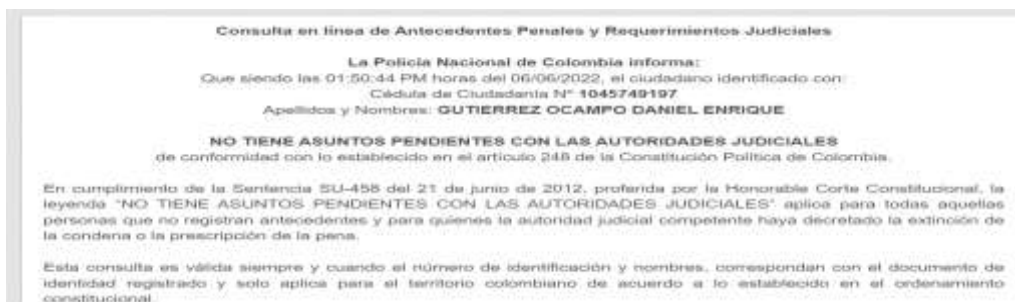 Consulta en línea de Antecedentes Penales y Requerimientos Judiciales
La Policía Nacional de Colombia informa:
Que siendo las 01:50:44 PM horas del 06/06/2022, el ciudadano identificado con:
Cédula de Ciudadanía Nº 1045749197
Apellidos y Nombres: GUTIERREZ OCAMPO DANIEL ENRIQUE
NO TIENE ASUNTOS PENDIENTES CON LAS AUTORIDADES JUDICIALES
de conformidad con lo establecido en el artículo 248 de la Constitución Política de Colombia.
En cumplimiento de la Sentencia SU-458 del 21 de junio de 2012, proferida por la Honorable Corte Constitucional, la
leyenda “NO TIENE ASUNTOS PENDIENTES CON LAS AUTORIDADES JUDICIALES” aplica para todas aquellas
personas que no registran antecedentes y para quienes la autoridad judicial competente haya decretado la extinción de
la condena o la prescripción de la pena.
Esta consulta es válida siempre y cuando el número de identificación y nombres, correspondan con el documento de
identidad registrado y solo aplica para el territorio colombiano de acuerdo a lo establecido en el ordenamiento
constitucional.